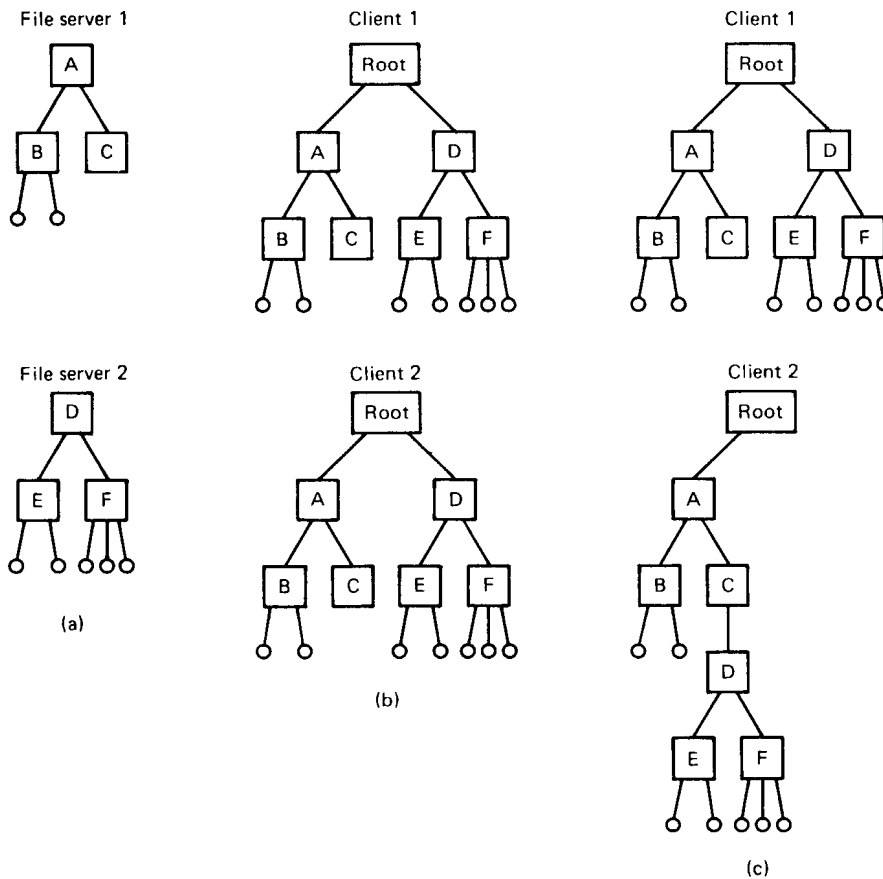 File server 1
A
B
C
File server 2
D
E
F
(a)
Client 1
Root
A
D
B
C
E
F
Client 2
Root
A
D
B
C
E
F
(b)
Client 1
Root
A
D
B
C
E
F
Client 2
Root
A
B
C
D
E
F
(c)